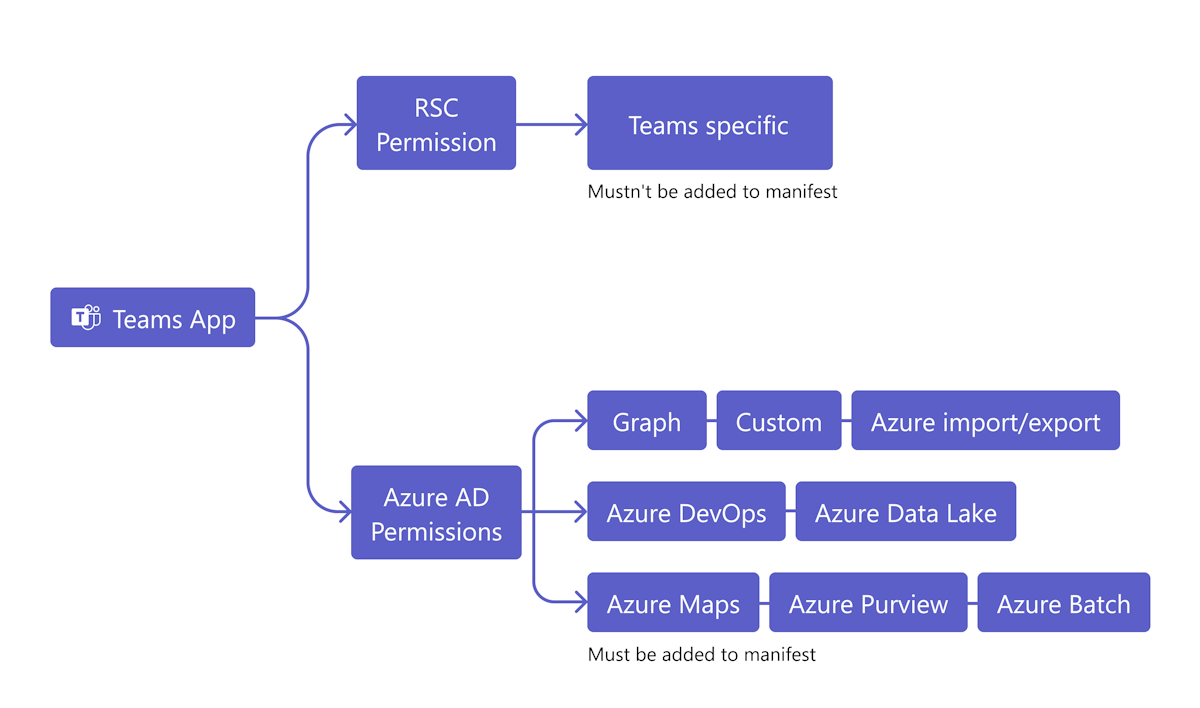 RSC
Permission
Teams specific
Mustn't be added to manifest
Teams App
Azure AD
Permissions
Graph
Custom
Azure import/export
Azure DevOps
Azure Data Lake
Azure Maps
Azure Purview
Azure Batch
Must be added to manifest